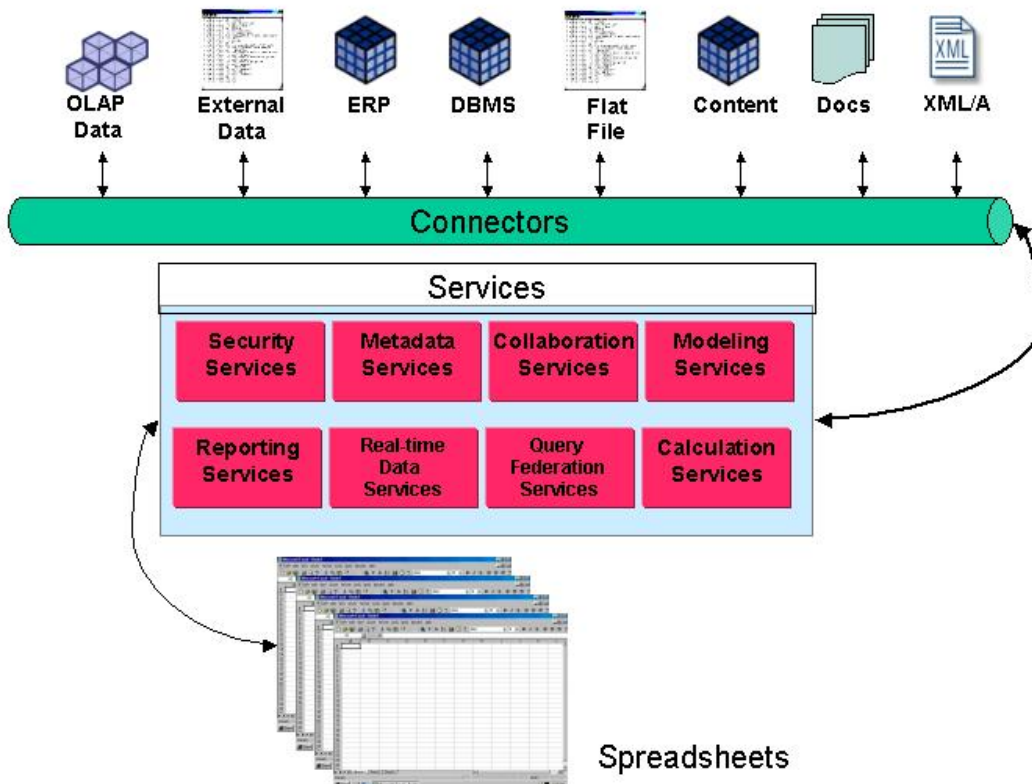 OLAP
Data
External
Data
ERP
DBMS
Flat
File
Content
Docs
XML
XML/A
Connectors
Services
Security
Services
Metadata
Services
Collaboration
Services
Modeling
Services
Reporting
Services
Real-time
Data
Services
Query
Federation
Services
Calculation
Services
Spreadsheets